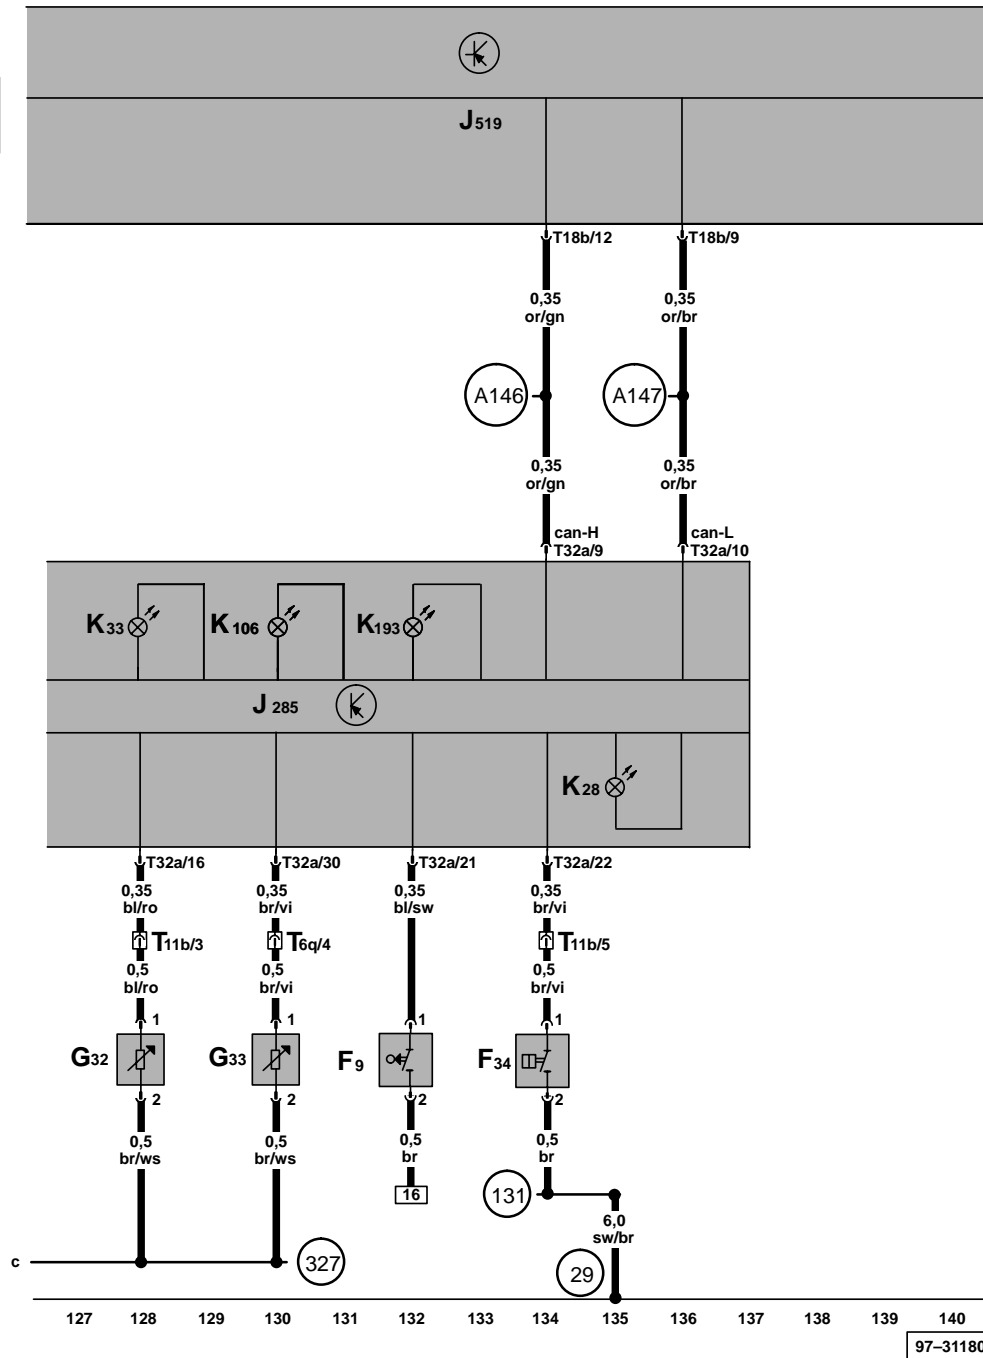 J519
T18b/12 T18b/9
0,35 0,35
or/gn or/br
A146 A147
0,35 0,35
or/gn or/br
can-H can-L
T32a/9 T32a/10
K33 K106 K193
J285
K28
T32a/16 T32a/30 T32a/21 T32a/22
0,35 0,35 0,35 0,35
bl/ro br/vi bl/sw br/vi
T11b/3 T6q/4 T11b/5
0,5 0,5 0,5
bl/ro br/vi br/vi
1 1 1 1
G32 G33 F9 F34
2 2 2 2
0,5 0,5 0,5 0,5
br/ws br/ws br br
16 131
6,0
sw/br
c 327 29
127 128 129 130 131 132 133 134 135 136 137 138 139 140
97–31180